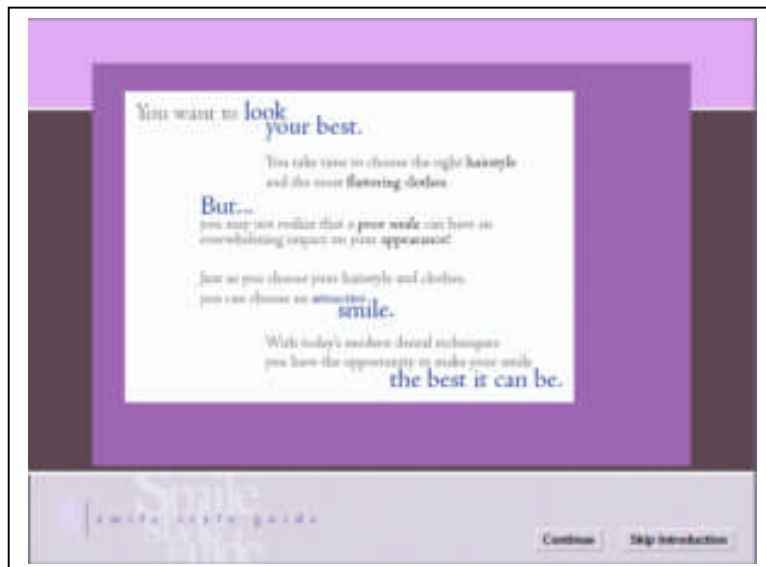 You want to look
your best.
You take time to choose the right hairstyle
and the most flattering clothes.
But...
you may not realize that a poor smile can have an
overwhelming impact on your appearance!
Just as you choose your hairstyle and clothes,
you can choose an attractive
smile.
With today's modern dental techniques
you have the opportunity to make your smile
the best it can be.
Smile
smile style guide
guide
Continue
Skip Introduction